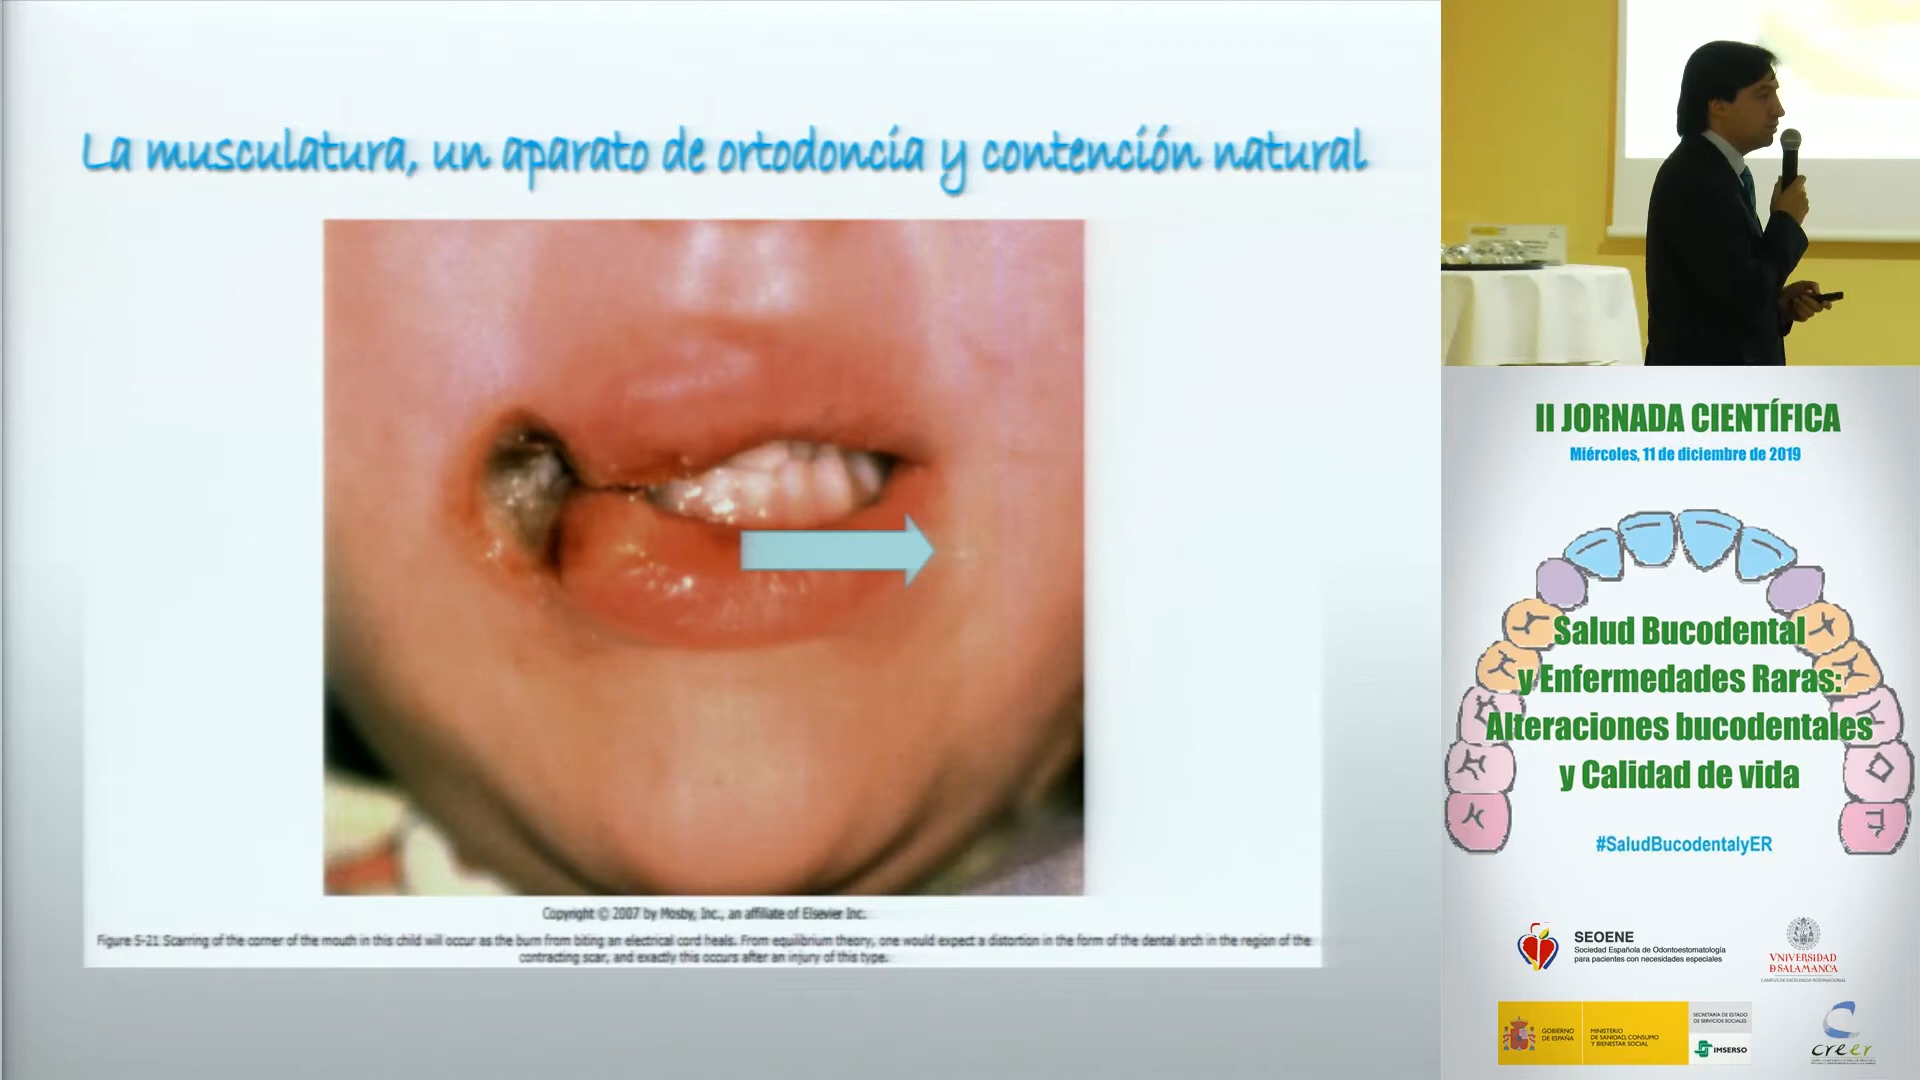 La musculatura, un aparato de ortodoncia y contención natural
Copyright © 2007 by Mosby, Inc., an affiliate of Elsevier Inc.
Figure 5-21 Scarring of the corner of the mouth in this child will occur as the burn from biting an electrical cord heals. From equilibrium theory, one would expect a distortion in the form of the dental arch in the region of the
contracting scar, and exactly this occurs after an injury of this type.
II JORNADA CIENTÍFICA
Miércoles, 11 de diciembre de 2019
Salud Bucodental
y Enfermedades Raras:
Alteraciones bucodentales
y Calidad de vida
#SaludBucodentalyER
SEOENE
Sociedad Española de Odontoestomatología
para pacientes con necesidades especiales
VNiVERSiDAD
D SALAMANCA
CAMPUS DE EXCELENCIA INTERNACIONAL
GOBIERNO
DE ESPAÑA
MINISTERIO
DE SANIDAD, CONSUMO
Y BIENESTAR SOCIAL
SECRETARÍA DE ESTADO
DE SERVICIOS SOCIALES
IMSERSO
creer